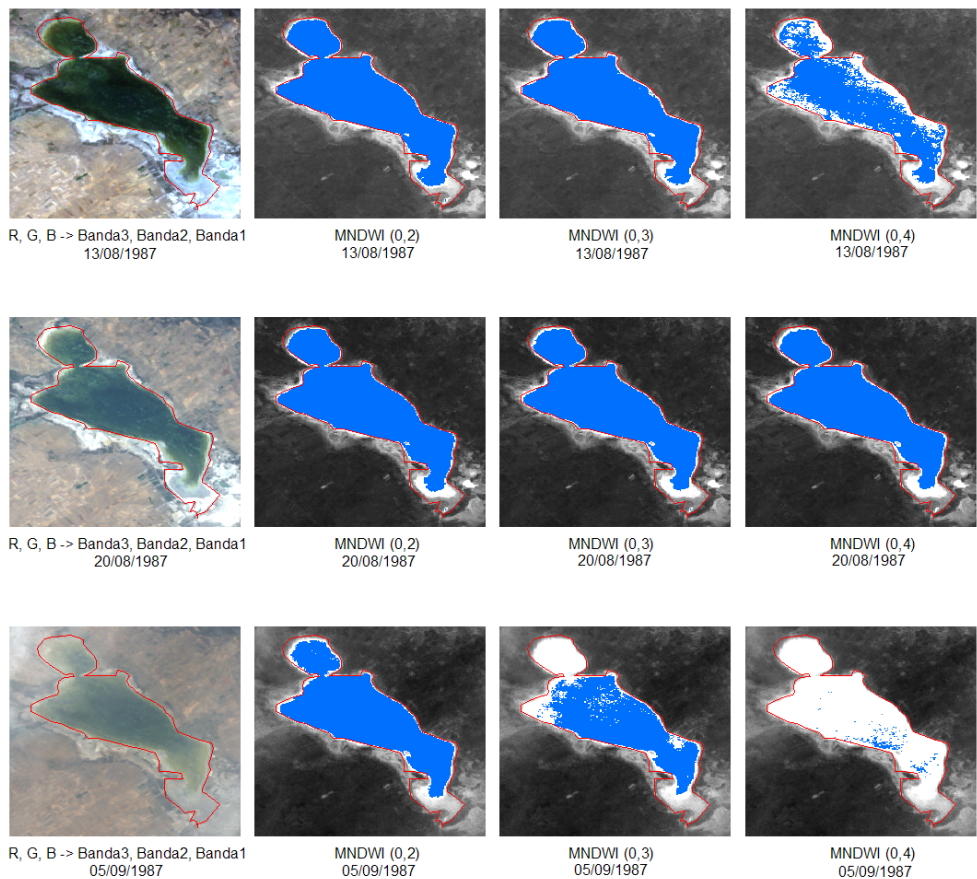 R, G, B -> Banda3, Banda2, Banda1
13/08/1987
MNDWI (0,2)
13/08/1987
MNDWI (0,3)
13/08/1987
MNDWI (0,4)
13/08/1987
R, G, B -> Banda3, Banda2, Banda1
20/08/1987
MNDWI (0,2)
20/08/1987
MNDWI (0,3)
20/08/1987
MNDWI (0,4)
20/08/1987
R, G, B -> Banda3, Banda2, Banda1
05/09/1987
MNDWI (0,2)
05/09/1987
MNDWI (0,3)
05/09/1987
MNDWI (0,4)
05/09/1987